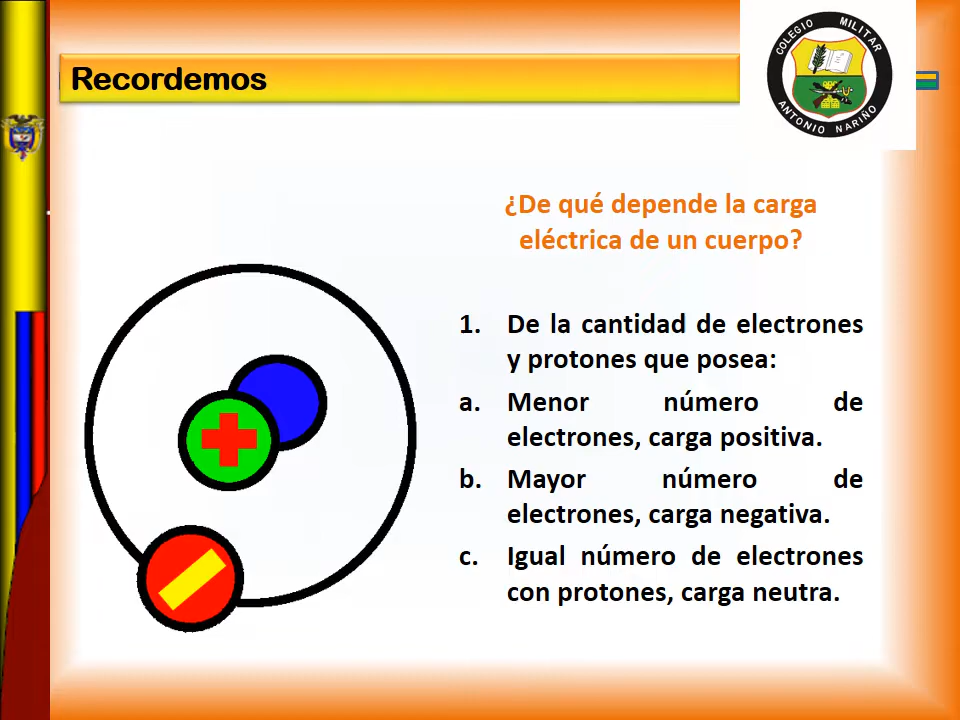 Recordemos
COLEGIO MILITAR
ANTONIO NARIÑO
¿De qué depende la carga
eléctrica de un cuerpo?
1. De la cantidad de electrones
y protones que posea:
a. Menor número de
electrones, carga positiva.
b. Mayor número de
electrones, carga negativa.
c. Igual número de electrones
con protones, carga neutra.